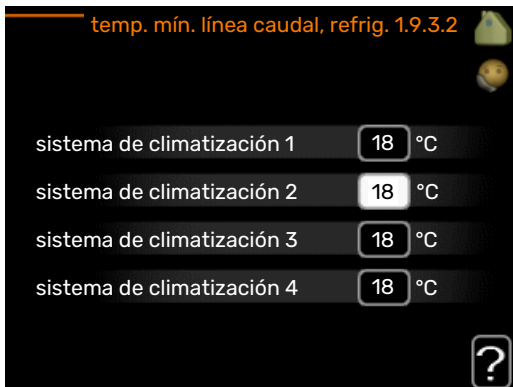 temp. mín. línea caudal, refrig. 1.9.3.2
sistema de climatización 1 18 °C
sistema de climatización 2 18 °C
sistema de climatización 3 18 °C
sistema de climatización 4 18 °C
?